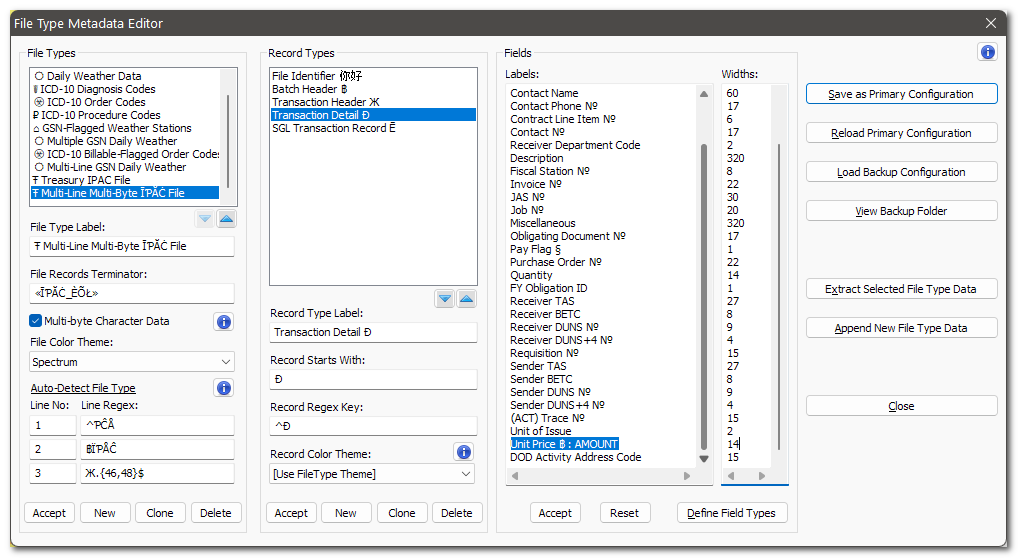 File Type Metadata Editor
File Types
Daily Weather Data
ICD-10 Diagnosis Codes
ICD-10 Order Codes
ICD-10 Procedure Codes
GSN-Flagged Weather Stations
Multiple GSN Daily Weather
ICD-10 Billable-Flagged Order Codes
Multi-Line GSN Daily Weather
Ŧ Treasury IPAC File
Ŧ Multi-Line Multi-Byte ĪƤĂĊ File
File Type Label:
Ŧ Multi-Line Multi-Byte ĪƤĂĊ File
File Records Terminator:
«ĪƤĂĊ_ĖÕŁ»
Multi-byte Character Data
File Color Theme:
Spectrum
Auto-Detect File Type
Line No: Line Regex:
1 ^ƤĈÂ
2 ฿ÏƤÂĈ
3 Ж.{46,48}$
Accept New Clone Delete
Record Types
File Identifier 你好
Batch Header ฿
Transaction Header Ж
Transaction Detail Đ
SGL Transaction Record Ē
Record Type Label:
Transaction Detail Đ
Record Starts With:
Đ
Record Regex Key:
^Đ
Record Color Theme:
[Use FileType Theme]
Accept New Clone Delete
Fields
Labels: Widths:
Contact Name 60
Contact Phone № 17
Contract Line Item № 6
Contact № 17
Receiver Department Code 2
Description 320
Fiscal Station № 8
Invoice № 22
JAS № 30
Job № 20
Miscellaneous 320
Obligating Document № 17
Pay Flag § 1
Purchase Order № 22
Quantity 14
FY Obligation ID 1
Receiver TAS 27
Receiver BETC 8
Receiver DUNS № 9
Receiver DUNS+4 № 4
Requisition № 15
Sender TAS 27
Sender BETC 8
Sender DUNS № 9
Sender DUNS+4 № 4
(ACT) Trace № 15
Unit of Issue 2
Unit Price ฿ : AMOUNT 14
DOD Activity Address Code 15
Accept Reset Define Field Types
Save as Primary Configuration
Reload Primary Configuration
Load Backup Configuration
View Backup Folder
Extract Selected File Type Data
Append New File Type Data
Close